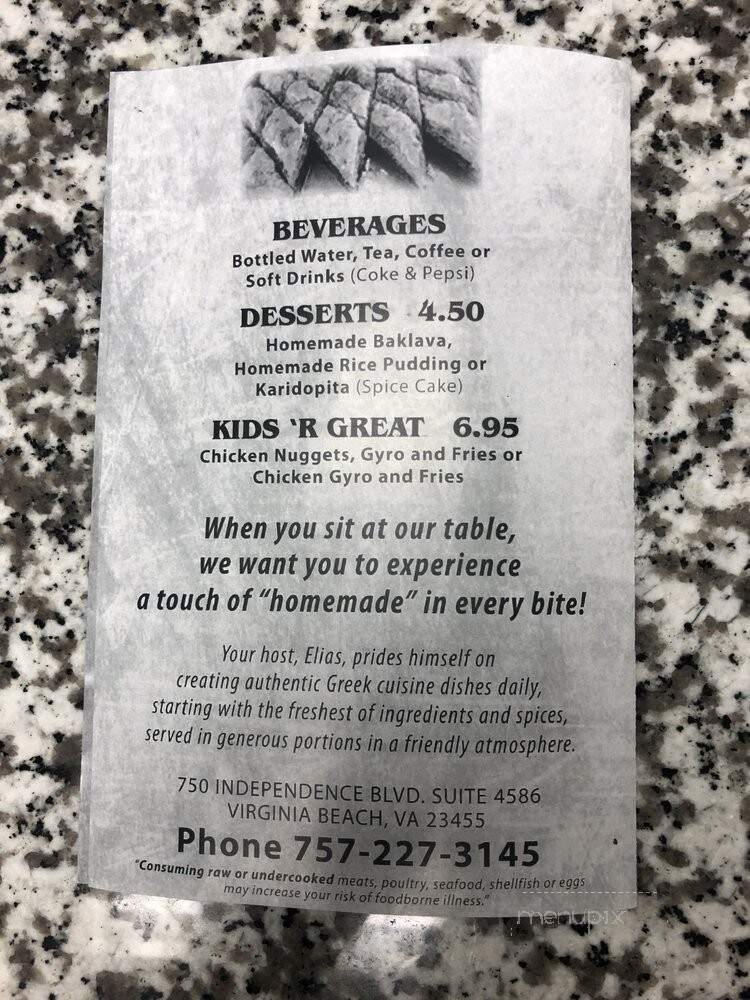 BEVERAGES
Bottled Water, Tea, Coffee or
Soft Drinks (Coke & Pepsi)
DESSERTS 4.50
Homemade Baklava,
Homemade Rice Pudding or
Karidopita (Spice Cake)
KIDS 'R GREAT 6.95
Chicken Nuggets, Gyro and Fries or
Chicken Gyro and Fries
When you sit at our table,
we want you to experience
a touch of "homemade" in every bite!
Your host, Elias, prides himself on
creating authentic Greek cuisine dishes daily,
starting with the freshest of ingredients and spices,
served in generous portions in a friendly atmosphere.
750 INDEPENDENCE BLVD. SUITE 4586
VIRGINIA BEACH, VA 23455
Phone 757-227-3145
"Consuming raw or undercooked meats, poultry, seafood, shellfish or eggs
may increase your risk of foodborne illness."
menupix